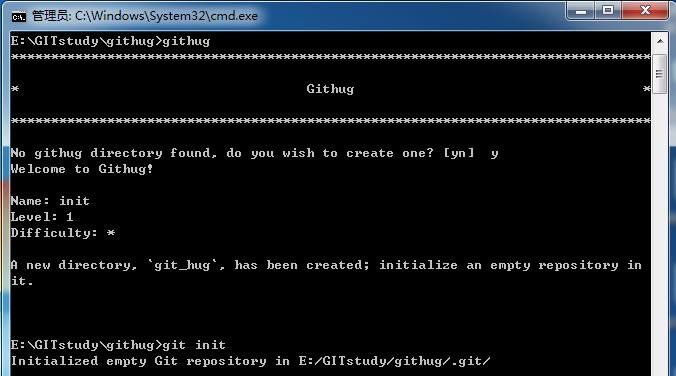 管理员: C:\Windows\System32\cmd.exe
E:\GITstudy\githug>githug
********************************************************************************
*                                    Githug                                    *
********************************************************************************
No githug directory found, do you wish to create one? [yn]  y
Welcome to Githug!
Name: init
Level: 1
Difficulty: *
A new directory, `git_hug`, has been created; initialize an empty repository in
it.
E:\GITstudy\githug>git init
Initialized empty Git repository in E:/GITstudy/githug/.git/